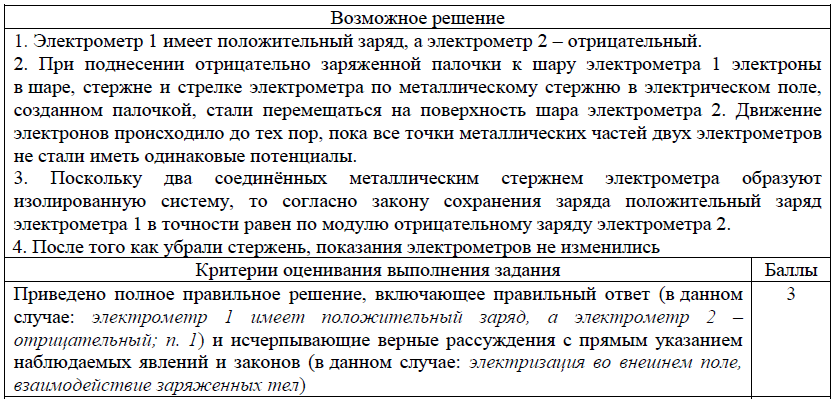 Возможное решение
1. Электрометр 1 имеет положительный заряд, а электрометр 2 – отрицательный.
2. При поднесении отрицательно заряженной палочки к шару электрометра 1 электроны
в шаре, стержне и стрелке электрометра по металлическому стержню в электрическом поле,
созданном палочкой, стали перемещаться на поверхность шара электрометра 2. Движение
электронов происходило до тех пор, пока все точки металлических частей двух электрометров
не стали иметь одинаковые потенциалы.
3. Поскольку два соединённых металлическим стержнем электрометра образуют
изолированную систему, то согласно закону сохранения заряда положительный заряд
электрометра 1 в точности равен по модулю отрицательному заряду электрометра 2.
4. После того как убрали стержень, показания электрометров не изменились
Критерии оценивания выполнения задания Баллы
Приведено полное правильное решение, включающее правильный ответ (в данном 3
случае: электрометр 1 имеет положительный заряд, а электрометр 2 –
отрицательный; п. 1) и исчерпывающие верные рассуждения с прямым указанием
наблюдаемых явлений и законов (в данном случае: электризация во внешнем поле,
взаимодействие заряженных тел)